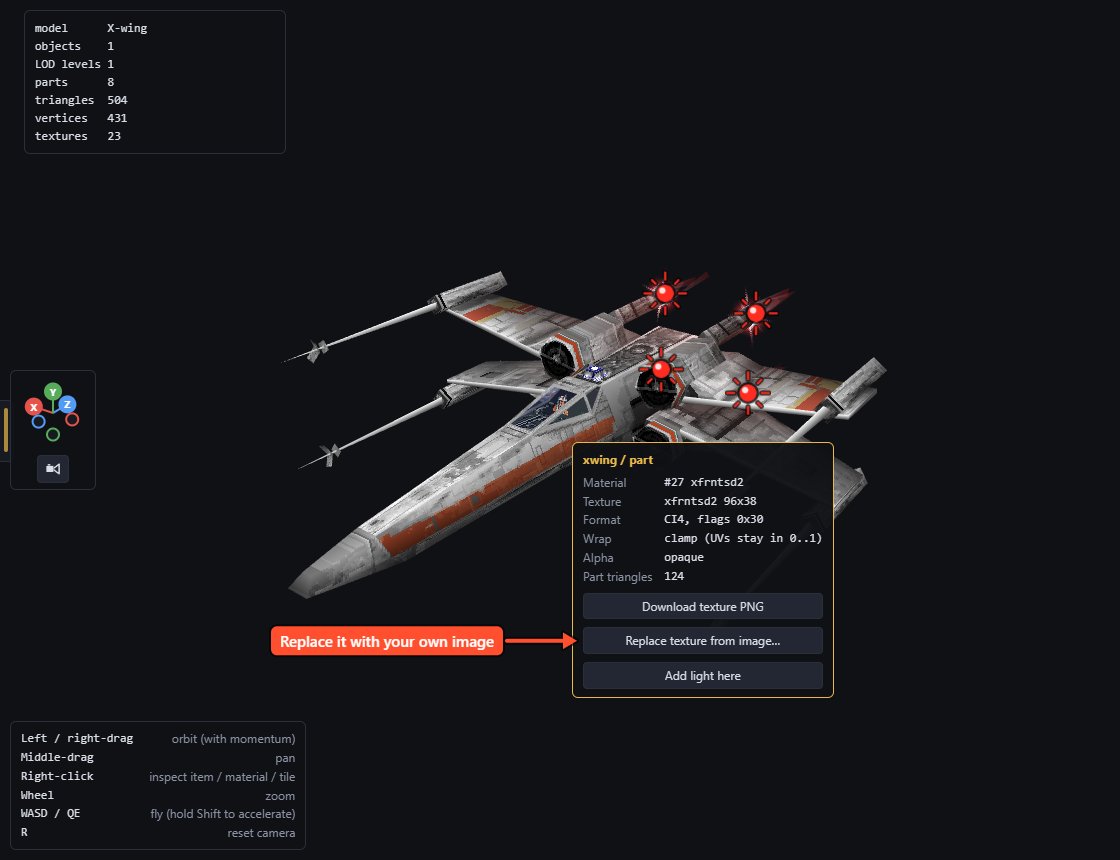 model X-wing
objects 1
LOD levels 1
parts 8
triangles 504
vertices 431
textures 23
Y
X
Z
xwing / part
Material #27 xfrntsd2
Texture xfrntsd2 96x38
Format CI4, flags 0x30
Wrap clamp (UVs stay in 0..1)
Alpha opaque
Part triangles 124
Download texture PNG
Replace it with your own image
Replace texture from image...
Add light here
Left / right-drag orbit (with momentum)
Middle-drag pan
Right-click inspect item / material / tile
Wheel zoom
WASD / QE fly (hold Shift to accelerate)
R reset camera